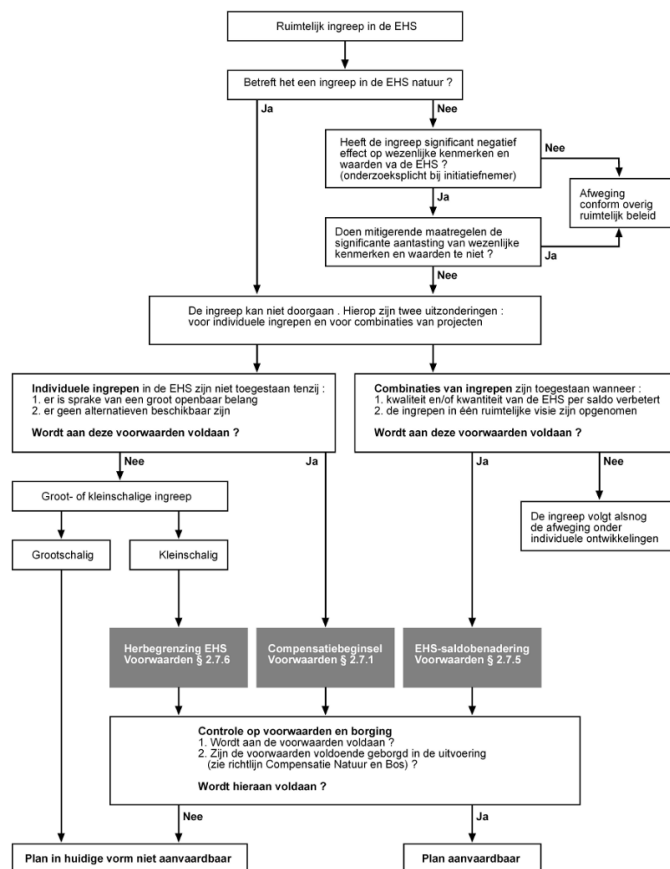 Ruimtelijk ingreep in de EHS
Betreft het een ingreep in de EHS natuur ?
Ja
Nee
Heeft de ingreep significant negatief
effect op wezenlijke kenmerken en
waarden va de EHS ?
(onderzoeksplicht bij initiatiefnemer)
Nee
Afweging
conform overig
ruimtelijk beleid
Ja
Doen mitigerende maatregelen de
significante aantasting van wezenlijke
kenmerken en waarden te niet ?
Ja
Nee
De ingreep kan niet doorgaan . Hierop zijn twee uitzonderingen :
voor individuele ingrepen en voor combinaties van projecten
Individuele ingrepen in de EHS zijn niet toegestaan tenzij :
1. er is sprake van een groot openbaar belang
2. er geen alternatieven beschikbaar zijn
Wordt aan deze voorwaarden voldaan ?
Combinaties van ingrepen zijn toegestaan wanneer :
1. kwaliteit en/of kwantiteit van de EHS per saldo verbetert
2. de ingrepen in één ruimtelijke visie zijn opgenomen
Wordt aan deze voorwaarden voldaan ?
Nee
Ja
Ja
Nee
Groot- of kleinschalige ingreep
De ingreep volgt alsnog
de afweging onder
individuele ontwikkelingen
Grootschalig
Kleinschalig
Herbegrenzing EHS
Voorwaarden § 2.7.6
Compensatiebeginsel
Voorwaarden § 2.7.1
EHS-saldobenadering
Voorwaarden § 2.7.5
Controle op voorwaarden en borging
1. Wordt aan de voorwaarden voldaan ?
2. Zijn de voorwaarden voldoende geborgd in de uitvoering
(zie richtlijn Compensatie Natuur en Bos) ?
Wordt hieraan voldaan ?
Nee
Ja
Plan in huidige vorm niet aanvaardbaar
Plan aanvaardbaar